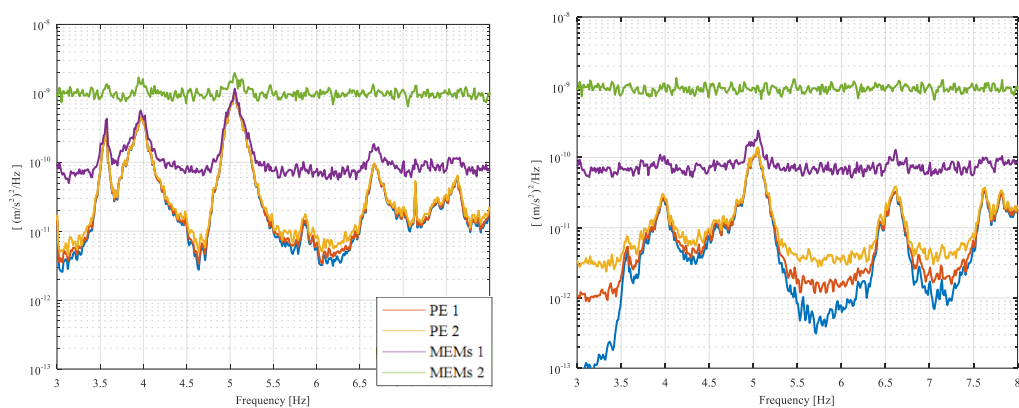 10^-8
10^-9
10^-10
10^-11
10^-12
10^-13
[ (m/s²)²/Hz ]
3 3.5 4 4.5 5 5.5 6 6.5
Frequency [Hz]
PE 1
PE 2
MEMs 1
MEMs 2
10^-8
10^-9
10^-10
10^-11
10^-12
10^-13
[ (m/s²)²/Hz ]
3 3.5 4 4.5 5 5.5 6 6.5 7 7.5 8
Frequency [Hz]